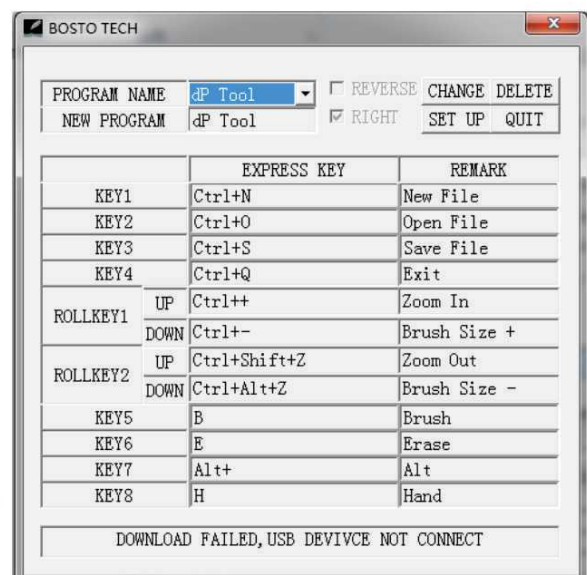 BOSTO TECH
PROGRAM NAME dP Tool REVERSE CHANGE DELETE
NEW PROGRAM dP Tool RIGHT SET UP QUIT
EXPRESS KEY REMARK
KEY1 Ctrl+N New File
KEY2 Ctrl+O Open File
KEY3 Ctrl+S Save File
KEY4 Ctrl+Q Exit
ROLLKEY1 UP Ctrl++ Zoom In
DOWN Ctrl+- Brush Size +
ROLLKEY2 UP Ctrl+Shift+Z Zoom Out
DOWN Ctrl+Alt+Z Brush Size -
KEY5 B Brush
KEY6 E Erase
KEY7 Alt+ Alt
KEY8 H Hand
DOWNLOAD FAILED,USB DEVIVCE NOT CONNECT